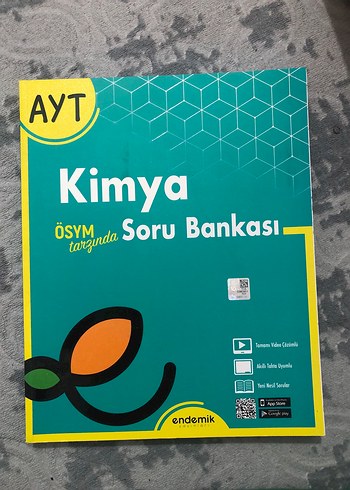 AYT
Kimya
ÖSYM tarzında Soru Bankası
Tamamı Video Çözümlü
Akıllı Tahta Uyumlu
Yeni Nesil Sorular
App Store
Google play
endemik